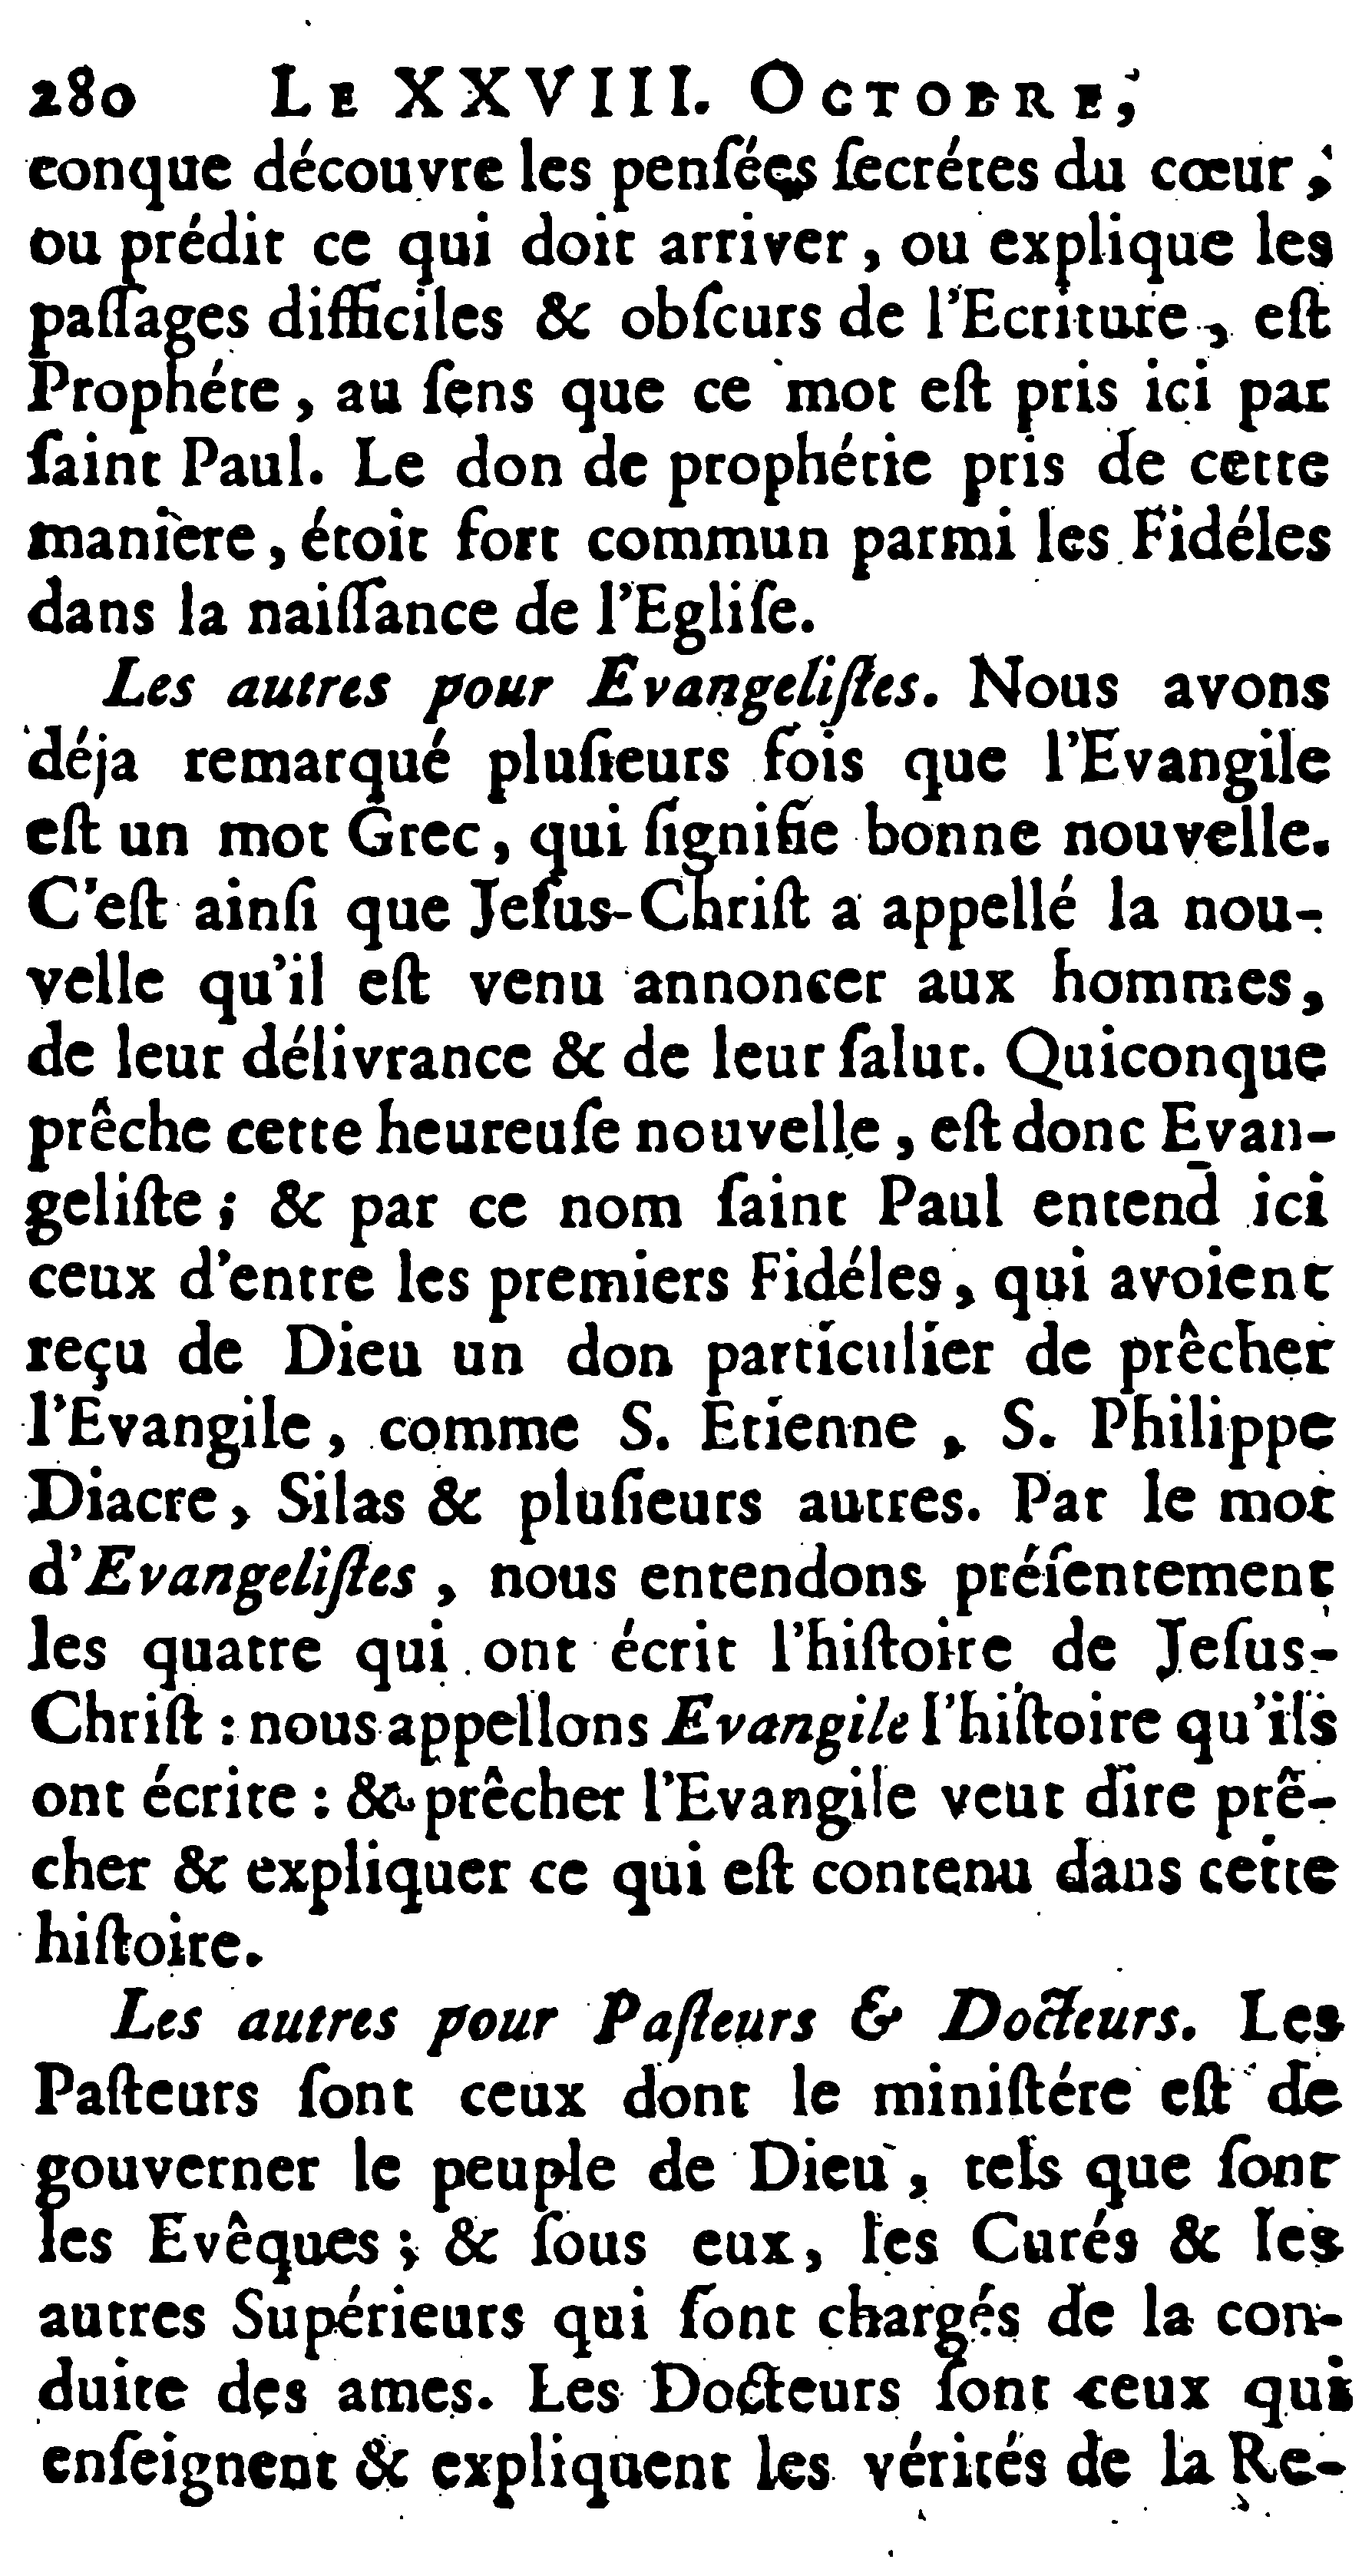 280 LE XXVIII. OCTOBRE,
conque découvre les penſées ſecrétes du cœur,
ou prédit ce qui doit arriver, ou explique les
paſſages difficiles & obſcurs de l'Ecriture, eſt
Prophéte, au ſens que ce mot eſt pris ici par
ſaint Paul. Le don de prophétie pris de cette
manière, étoit fort commun parmi les Fidéles
dans la naiſſance de l'Egliſe.
Les autres pour Evangeliſtes. Nous avons
déja remarqué pluſieurs fois que l'Evangile
eſt un mot Grec, qui ſignifie bonne nouvelle.
C'eſt ainſi que Jeſus-Chriſt a appellé la nou-
velle qu'il eſt venu annoncer aux hommes,
de leur délivrance & de leur ſalut. Quiconque
prêche cette heureuſe nouvelle, eſt donc Evan-
geliſte; & par ce nom ſaint Paul entend ici
ceux d'entre les premiers Fidéles, qui avoient
reçu de Dieu un don particulier de prêcher
l'Evangile, comme S. Etienne, S. Philippe
Diacre, Silas & pluſieurs autres. Par le mot
d'Evangeliſtes, nous entendons préſentement
les quatre qui ont écrit l'hiſtoire de Jeſus-
Chriſt : nous appellons Evangile l'hiſtoire qu'ils
ont écrite : & prêcher l'Evangile veut dire prê-
cher & expliquer ce qui eſt contenu dans cette
hiſtoire.
Les autres pour Paſteurs & Docteurs. Les
Paſteurs ſont ceux dont le miniſtére eſt de
gouverner le peuple de Dieu, tels que ſont
les Evêques; & ſous eux, les Curés & les
autres Supérieurs qui ſont chargés de la con-
duite des ames. Les Docteurs ſont ceux qui
enſeignent & expliquent les vérités de la Re-